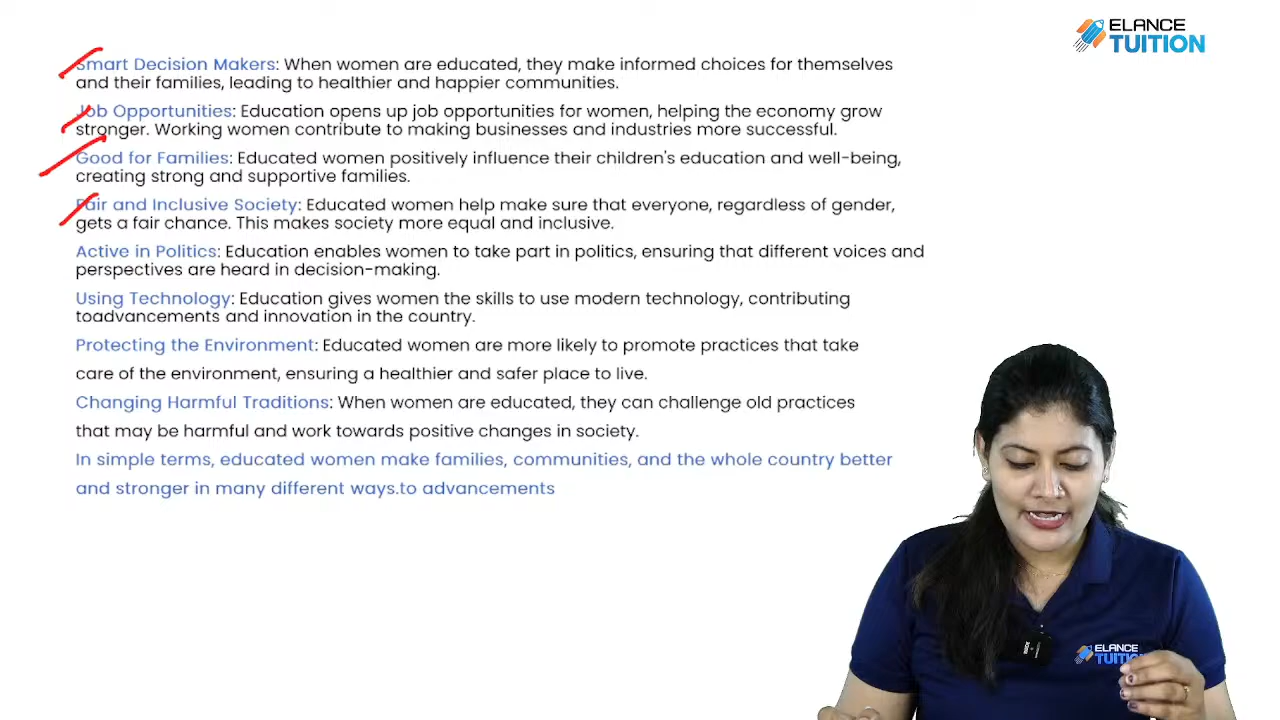 ELANCE
TUITION
Smart Decision Makers: When women are educated, they make informed choices for themselves
and their families, leading to healthier and happier communities.
Job Opportunities: Education opens up job opportunities for women, helping the economy grow
stronger. Working women contribute to making businesses and industries more successful.
Good for Families: Educated women positively influence their children's education and well-being,
creating strong and supportive families.
Fair and Inclusive Society: Educated women help make sure that everyone, regardless of gender,
gets a fair chance. This makes society more equal and inclusive.
Active in Politics: Education enables women to take part in politics, ensuring that different voices and
perspectives are heard in decision-making.
Using Technology: Education gives women the skills to use modern technology, contributing
toadvancements and innovation in the country.
Protecting the Environment: Educated women are more likely to promote practices that take
care of the environment, ensuring a healthier and safer place to live.
Changing Harmful Traditions: When women are educated, they can challenge old practices
that may be harmful and work towards positive changes in society.
In simple terms, educated women make families, communities, and the whole country better
and stronger in many different ways.to advancements
ELANCE
TUITION